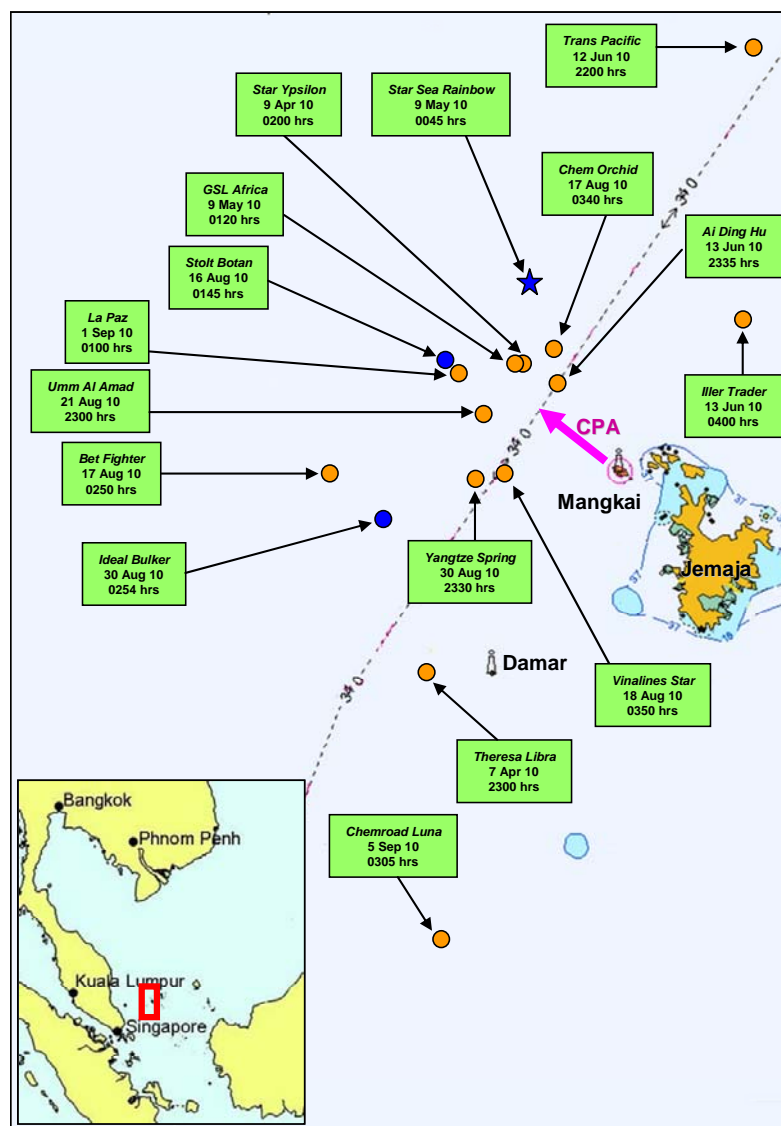 Trans Pacific
12 Jun 10
2200 hrs
Star Ypsilon
9 Apr 10
0200 hrs
Star Sea Rainbow
9 May 10
0045 hrs
Chem Orchid
17 Aug 10
0340 hrs
GSL Africa
9 May 10
0120 hrs
Ai Ding Hu
13 Jun 10
2335 hrs
Stolt Botan
16 Aug 10
0145 hrs
La Paz
1 Sep 10
0100 hrs
Umm Al Amad
21 Aug 10
2300 hrs
Iller Trader
13 Jun 10
0400 hrs
Bet Fighter
17 Aug 10
0250 hrs
Ideal Bulker
30 Aug 10
0254 hrs
Yangtze Spring
30 Aug 10
2330 hrs
Vinalines Star
18 Aug 10
0350 hrs
Theresa Libra
7 Apr 10
2300 hrs
Chemroad Luna
5 Sep 10
0305 hrs
340
340
340
CPA
Mangkai
Jemaja
Damar
37
37
37
Bangkok
Phnom Penh
Kuala Lumpur
Singapore